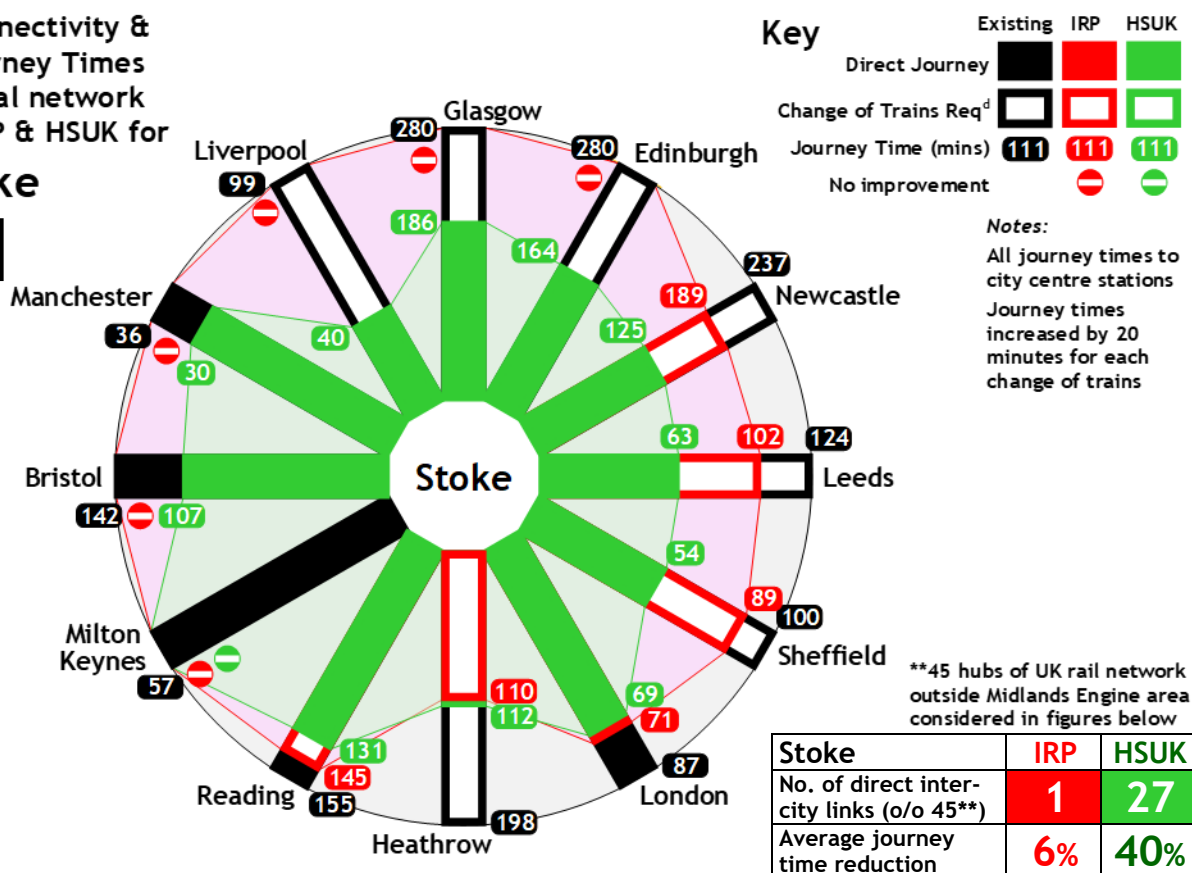 nectivity &
ney Times
al network
P & HSUK for
ke
Key
Existing IRP HSUK
Direct Journey
Change of Trains Reqd
Journey Time (mins) 111 111 111
No improvement
Notes:
All journey times to
city centre stations
Journey times
increased by 20
minutes for each
change of trains
Glasgow
280
186
Edinburgh
280
164
Newcastle
237
189
125
Leeds
63 102 124
Sheffield
54
89
100
London
69
71
87
Heathrow
110
112
198
Reading
131
145
155
Milton
Keynes
57
Bristol
142 107
Manchester
36
30
Liverpool
99
40
Stoke
**45 hubs of UK rail network
outside Midlands Engine area
considered in figures below
Stoke IRP HSUK
No. of direct inter-
city links (o/o 45**) 1 27
Average journey
time reduction 6% 40%